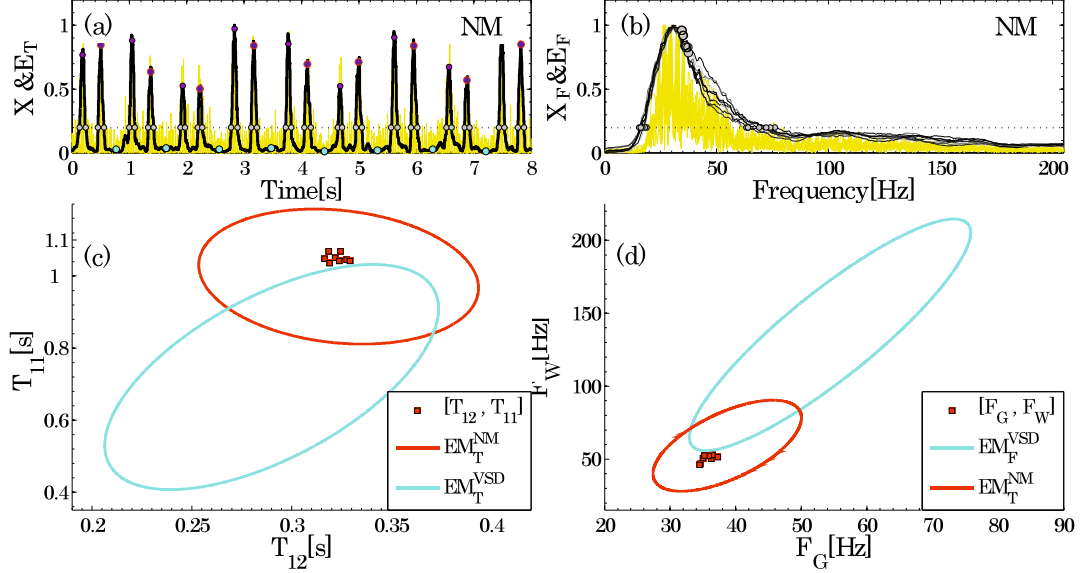 (a)
NM
X &E_T
1
0.5
0
0 1 2 3 4 5 6 7 8
Time[s]
(b)
NM
X_F&E_F
1
0.5
0
0 50 100 150 200
Frequency[Hz]
(c)
T_11[s]
1.1
1
0.8
0.6
0.4
0.2 0.25 0.3 0.35 0.4
T_12[s]
[T_12 , T_11]
EM_T^NM
EM_T^VSD
(d)
F_W[Hz]
200
150
100
50
20 30 40 50 60 70 80 90
F_G[Hz]
[F_G , F_W]
EM_F^VSD
EM_T^NM